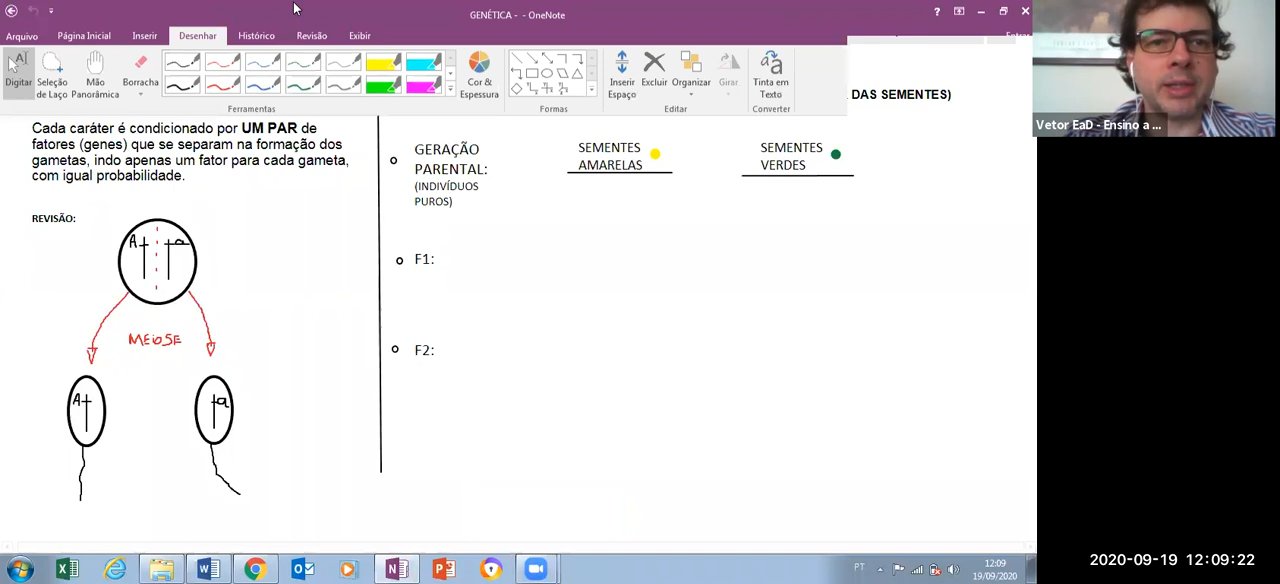 GENÉTICA - - OneNote
?
Entrar
Arquivo
Página Inicial
Inserir
Desenhar
Histórico
Revisão
Exibir
Digitar
Seleção
de Laço
Mão
Panorâmica
Borracha
Cor &
Espessura
Inserir
Espaço
Excluir
Organizar
Girar
Tinta em
Texto
Ferramentas
Formas
Editar
Converter
DAS SEMENTES)
Vetor EaD - Ensino a ...
Cada caráter é condicionado por UM PAR de
fatores (genes) que se separam na formação dos
gametas, indo apenas um fator para cada gameta,
com igual probabilidade.
REVISÃO:
A a
MEIOSE
A a
GERAÇÃO
PARENTAL:
(INDIVÍDUOS
PUROS)
SEMENTES
AMARELAS
SEMENTES
VERDES
F1:
F2:
PT
12:09
19/09/2020
2020-09-19 12:09:22